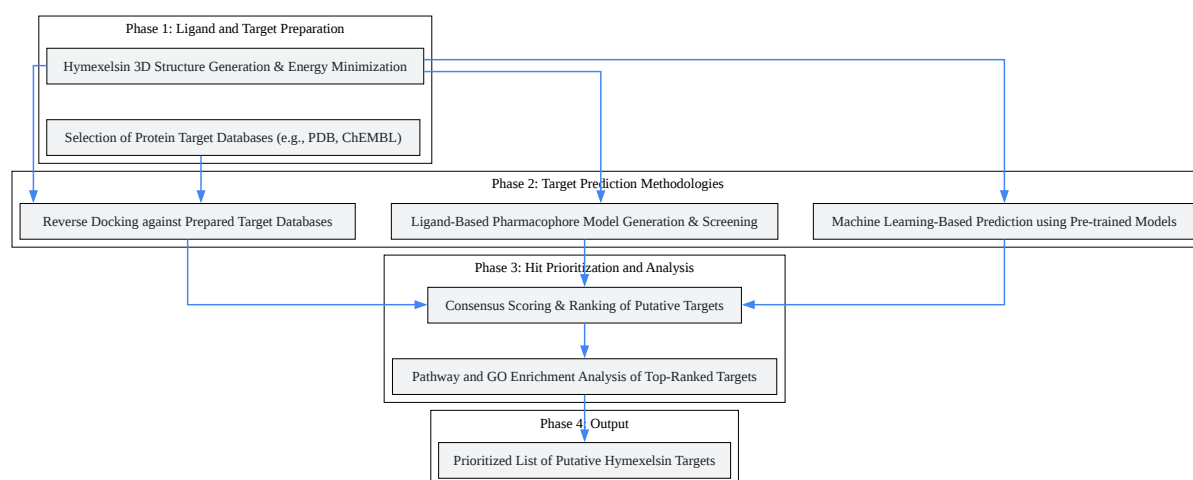 Phase 1: Ligand and Target Preparation
Hymexelsin 3D Structure Generation & Energy Minimization
Selection of Protein Target Databases (e.g., PDB, ChEMBL)
Phase 2: Target Prediction Methodologies
Reverse Docking against Prepared Target Databases
Ligand-Based Pharmacophore Model Generation & Screening
Machine Learning-Based Prediction using Pre-trained Models
Phase 3: Hit Prioritization and Analysis
Consensus Scoring & Ranking of Putative Targets
Pathway and GO Enrichment Analysis of Top-Ranked Targets
Phase 4: Output
Prioritized List of Putative Hymexelsin Targets